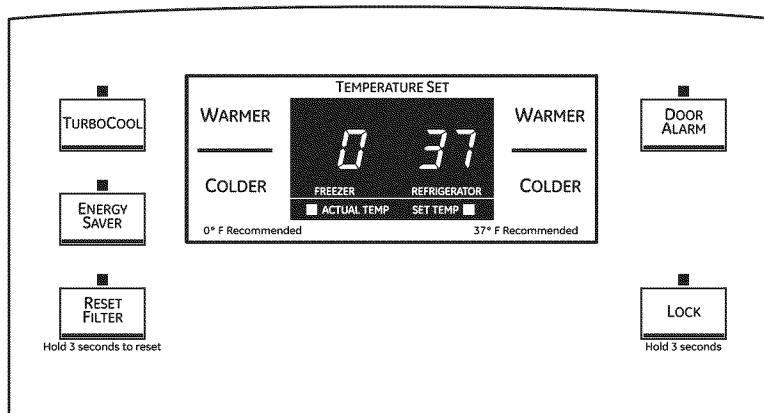 TEMPERATURE SET
TURBOCOOL
WARMER
WARMER
DOOR
ALARM
0 37
COLDER
COLDER
FREEZER REFRIGERATOR
ACTUAL TEMP SET TEMP
ENERGY
SAVER
0° F Recommended
37° F Recommended
RESET
FILTER
Hold 3 seconds to reset
LOCK
Hold 3 seconds